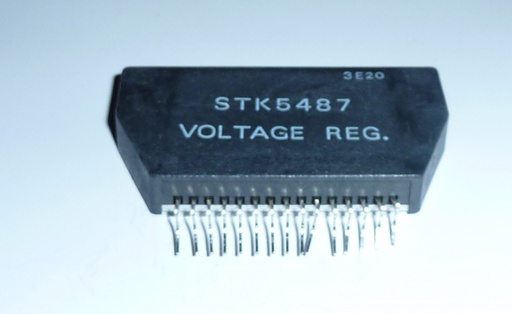 3E20
STK5487
VOLTAGE REG.